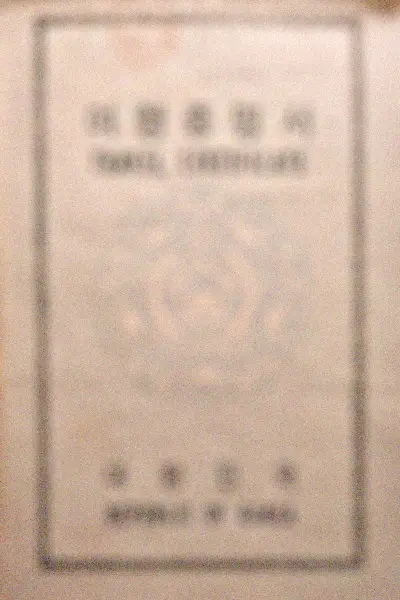 여 행 증 명 서
TRAVEL CERTIFICATE
대 한 민 국
REPUBLIC OF KOREA